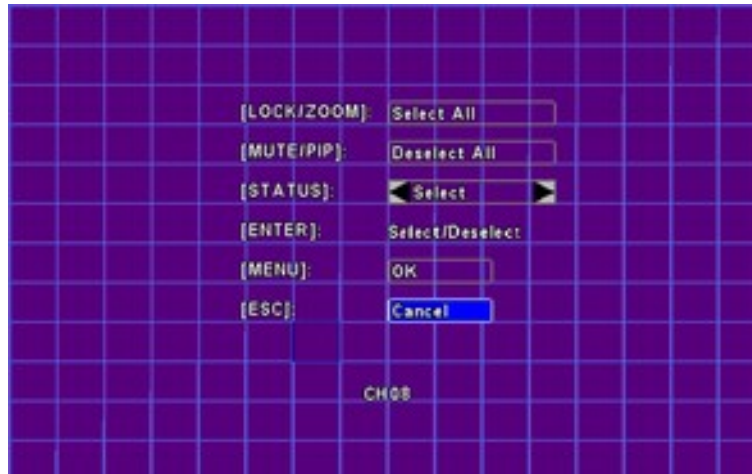 [LOCK/ZOOM]: Select All
[MUTE/PIP]: Deselect All
[STATUS]: Select
[ENTER]: Select/Deselect
[MENU]: OK
[ESC]: Cancel
CH08